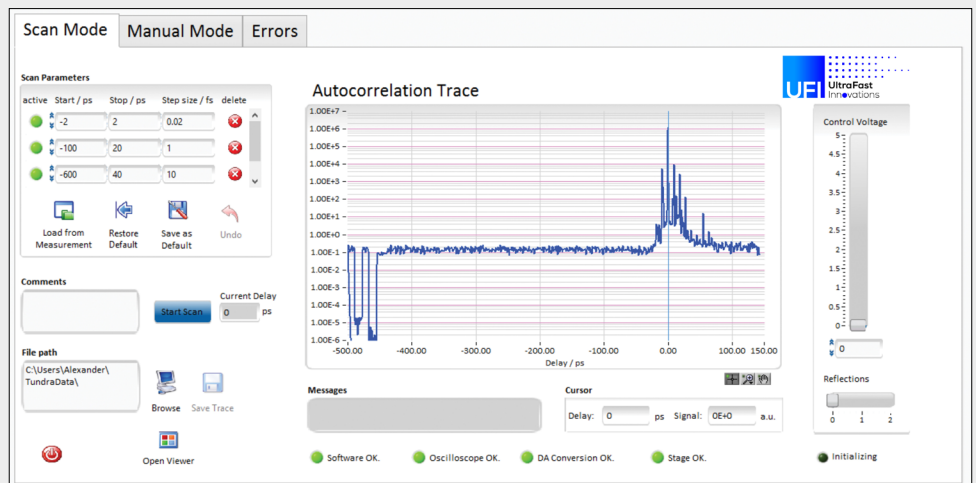 Scan Mode
Manual Mode
Errors
Scan Parameters
active Start / ps Stop / ps Step size / fs delete
-2 2 0.02
-100 20 1
-600 40 10
Load from Measurement
Restore Default
Save as Default
Undo
Comments
Start Scan
Current Delay
0 ps
File path
C:\Users\Alexander\
TundraData\
Browse
Save Trace
Open Viewer
Autocorrelation Trace
1.00E+7
1.00E+6
1.00E+5
1.00E+4
1.00E+3
1.00E+2
1.00E+1
1.00E+0
1.00E-1
1.00E-2
1.00E-3
1.00E-4
1.00E-5
1.00E-6
-500.00 -400.00 -300.00 -200.00 -100.00 0.00 100.00 150.00
Delay / ps
Messages
Cursor
Delay: 0 ps Signal: 0E+0 a.u.
Software OK.
Oscilloscope OK.
DA Conversion OK.
Stage OK.
UFI UltraFast
Innovations
Control Voltage
5
4.5
4
3.5
3
2.5
2
1.5
1
0.5
0
0
Reflections
0 1 2
Initializing